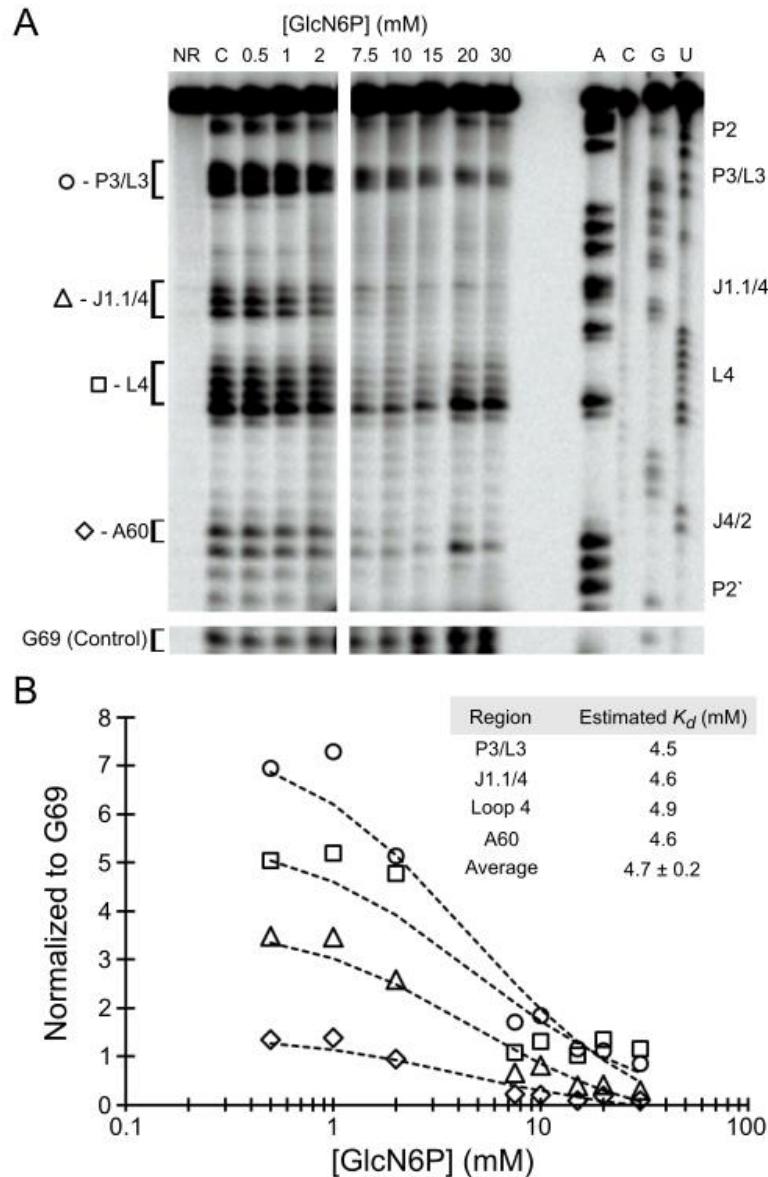 A
[GlcN6P] (mM)
NR C 0.5 1 2 7.5 10 15 20 30 A C G U
P2
○ - P3/L3 P3/L3
△ - J1.1/4 J1.1/4
□ - L4 L4
◇ - A60 J4/2
P2`
G69 (Control)
B
Region Estimated Kd (mM)
P3/L3 4.5
J1.1/4 4.6
Loop 4 4.9
A60 4.6
Average 4.7 ± 0.2
Normalized to G69
8
7
6
5
4
3
2
1
0
0.1 1 10 100
[GlcN6P] (mM)